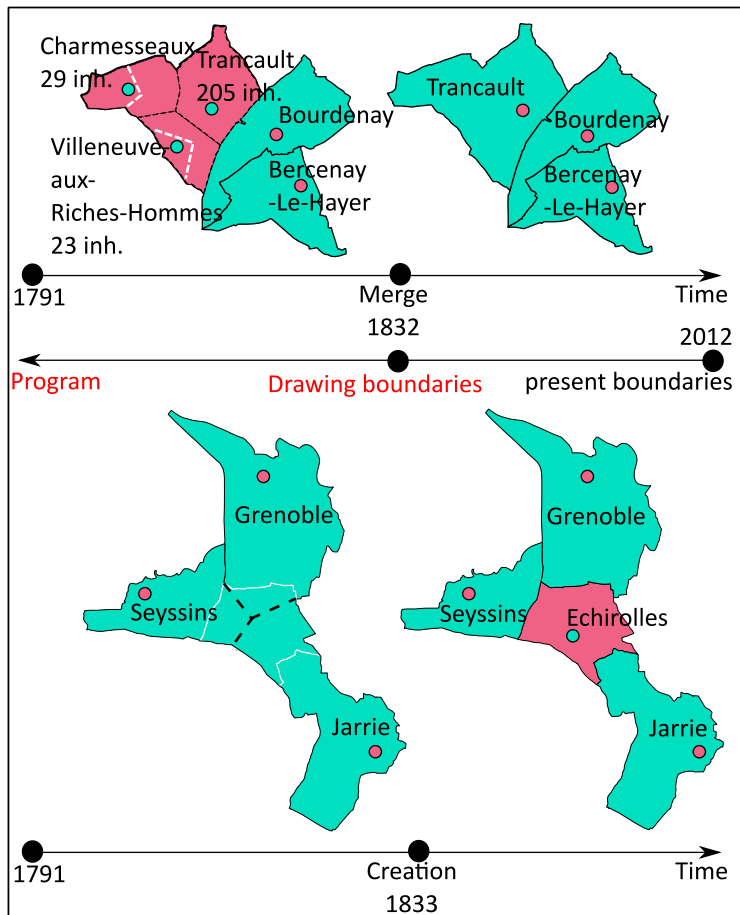 Charmesseaux
29 inh.
Trancault
205 inh.
Bourdenay
Villeneuve-
aux-
Riches-Hommes
23 inh.
Bercenay
-Le-Hayer
Trancault
Bourdenay
Bercenay
-Le-Hayer
1791
Merge
1832
Time
2012
Program
Drawing boundaries
present boundaries
Grenoble
Seyssins
Jarrie
Grenoble
Seyssins
Echirolles
Jarrie
1791
Creation
1833
Time